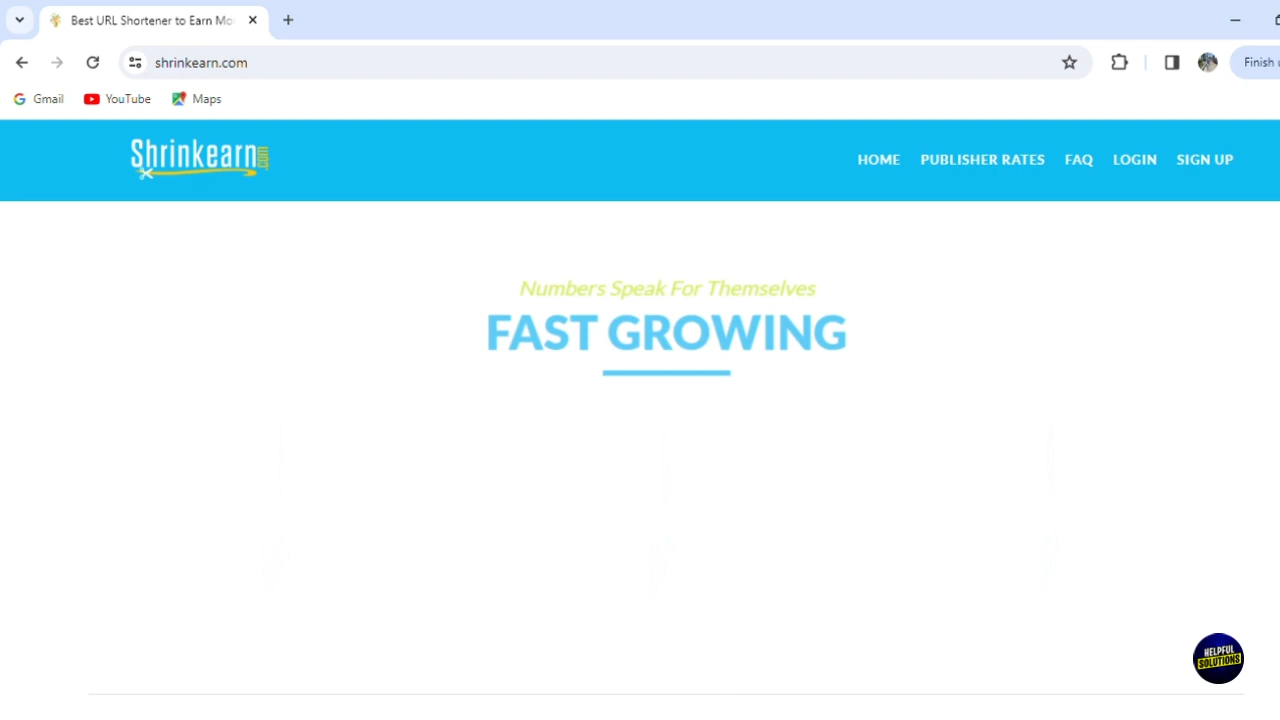 Best URL Shortener to Earn Mo
shrinkearn.com
Finish u
Gmail YouTube Maps
Shrinkearn.com
HOME PUBLISHER RATES FAQ LOGIN SIGN UP
Numbers Speak For Themselves
FAST GROWING
HELPFUL
SOLUTIONS